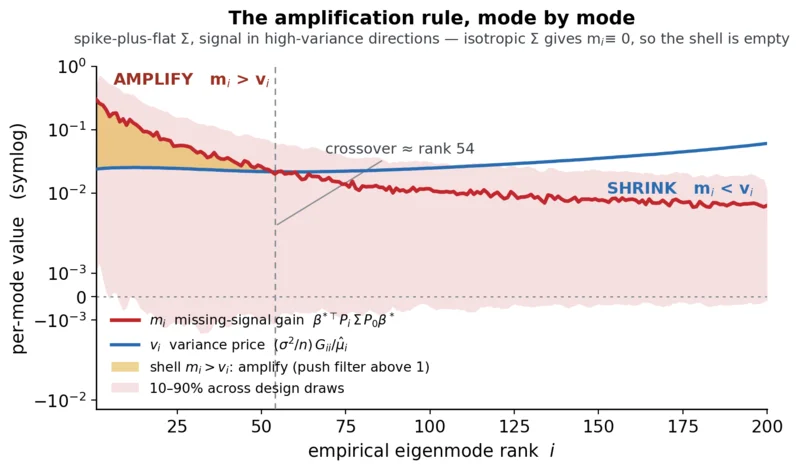 The amplification rule, mode by mode
spike-plus-flat Σ, signal in high-variance directions — isotropic Σ gives mᵢ≡ 0, so the shell is empty
10⁰
10⁻¹
10⁻²
10⁻³
0
−10⁻³
−10⁻²
per-mode value (symlog)
AMPLIFY mᵢ > vᵢ
crossover ≈ rank 54
SHRINK mᵢ < vᵢ
mᵢ missing-signal gain β*ᵀPᵢ Σ P₀β*
vᵢ variance price (σ²/n) Gᵢᵢ/μ̂ᵢ
shell mᵢ > vᵢ: amplify (push filter above 1)
10–90% across design draws
25 50 75 100 125 150 175 200
empirical eigenmode rank i